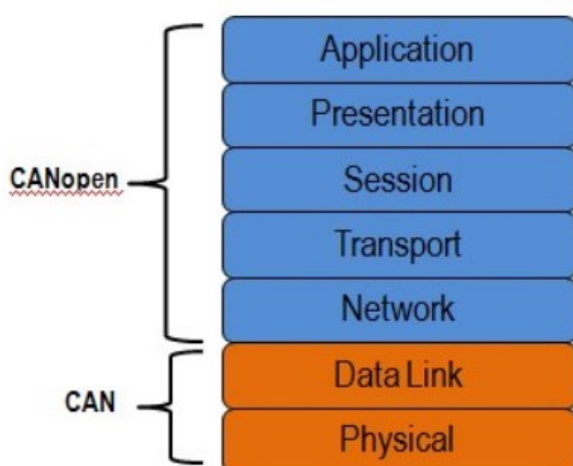 Application
Presentation
CANopen
Session
Transport
Network
Data Link
CAN
Physical